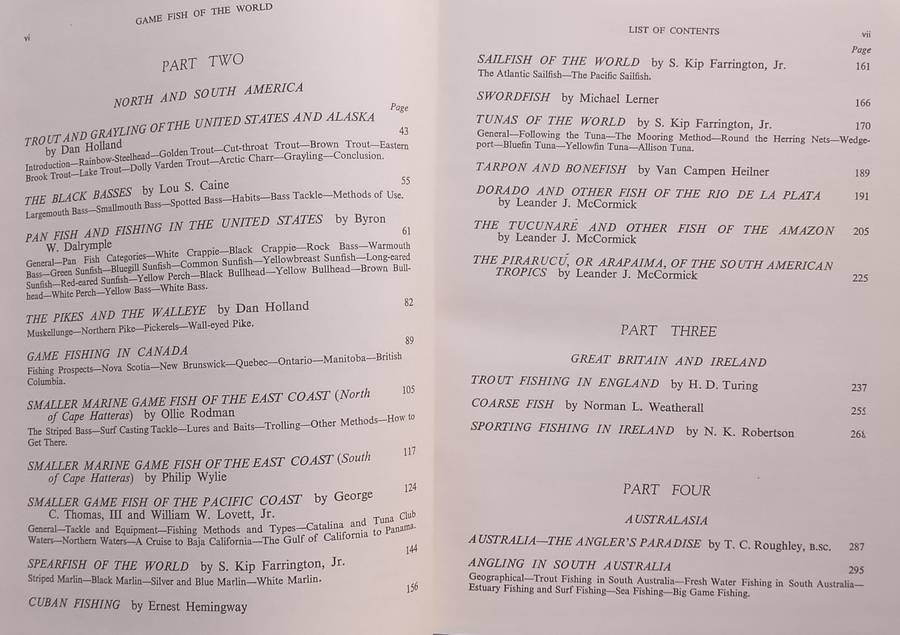 vi
GAME FISH OF THE WORLD
PART TWO
NORTH AND SOUTH AMERICA
Page
TROUT AND GRAYLING OF THE UNITED STATES AND ALASKA
by Dan Holland 43
Introduction—Rainbow-Steelhead—Golden Trout—Cut-throat Trout—Brown Trout—Eastern
Brook Trout—Lake Trout—Dolly Varden Trout—Arctic Charr—Grayling—Conclusion.
THE BLACK BASSES by Lou S. Caine 55
Largemouth Bass—Smallmouth Bass—Spotted Bass—Habits—Bass Tackle—Methods of Use.
PAN FISH AND FISHING IN THE UNITED STATES by Byron
W. Dalrymple 61
General—Pan Fish Categories—White Crappie—Black Crappie—Rock Bass—Warmouth
Bass—Green Sunfish—Bluegill Sunfish—Common Sunfish—Yellowbreast Sunfish—Long-eared
Sunfish—Red-eared Sunfish—Yellow Perch—Black Bullhead—Yellow Bullhead—Brown Bull-
head—White Perch—Yellow Bass—White Bass.
THE PIKES AND THE WALLEYE by Dan Holland 82
Muskellunge—Northern Pike—Pickerels—Wall-eyed Pike.
GAME FISHING IN CANADA 89
Fishing Prospects—Nova Scotia—New Brunswick—Quebec—Ontario—Manitoba—British
Columbia.
SMALLER MARINE GAME FISH OF THE EAST COAST (North 105
of Cape Hatteras) by Ollie Rodman
The Striped Bass—Surf Casting Tackle—Lures and Baits—Trolling—Other Methods—How to
Get There.
SMALLER MARINE GAME FISH OF THE EAST COAST (South 117
of Cape Hatteras) by Philip Wylie
SMALLER GAME FISH OF THE PACIFIC COAST by George 124
C. Thomas, III and William W. Lovett, Jr.
General—Tackle and Equipment—Fishing Methods and Types—Catalina and Tuna Club
Waters—Northern Waters—A Cruise to Baja California—The Gulf of California to Panama.
SPEARFISH OF THE WORLD by S. Kip Farrington, Jr. 144
Striped Marlin—Black Marlin—Silver and Blue Marlin—White Marlin.
CUBAN FISHING by Ernest Hemingway 156
LIST OF CONTENTS
vii
Page
SAILFISH OF THE WORLD by S. Kip Farrington, Jr. 161
The Atlantic Sailfish—The Pacific Sailfish.
SWORDFISH by Michael Lerner 166
TUNAS OF THE WORLD by S. Kip Farrington, Jr. 170
General—Following the Tuna—The Mooring Method—Round the Herring Nets—Wedge-
port—Bluefin Tuna—Yellowfin Tuna—Allison Tuna.
TARPON AND BONEFISH by Van Campen Heilner 189
DORADO AND OTHER FISH OF THE RIO DE LA PLATA 191
by Leander J. McCormick
THE TUCUNARÉ AND OTHER FISH OF THE AMAZON 205
by Leander J. McCormick
THE PIRARUCÚ, OR ARAPAIMA, OF THE SOUTH AMERICAN
TROPICS by Leander J. McCormick 225
PART THREE
GREAT BRITAIN AND IRELAND
TROUT FISHING IN ENGLAND by H. D. Turing 237
COARSE FISH by Norman L. Weatherall 255
SPORTING FISHING IN IRELAND by N. K. Robertson 268
PART FOUR
AUSTRALASIA
AUSTRALIA—THE ANGLER'S PARADISE by T. C. Roughley, B.SC. 287
ANGLING IN SOUTH AUSTRALIA 295
Geographical—Trout Fishing in South Australia—Fresh Water Fishing in South Australia—
Estuary Fishing and Surf Fishing—Sea Fishing—Big Game Fishing.